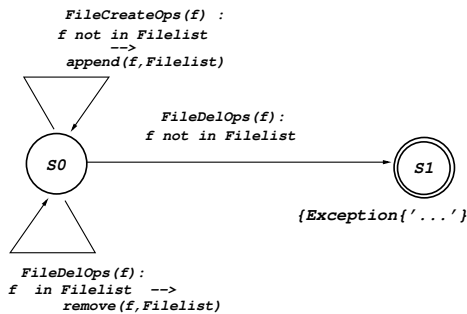 FileCreateOps(f) :
f not in Filelist
-->
append(f,Filelist)
FileDelOps(f):
f not in Filelist
S0
S1
{Exception{'...'}
FileDelOps(f):
f in Filelist -->
remove(f,Filelist)